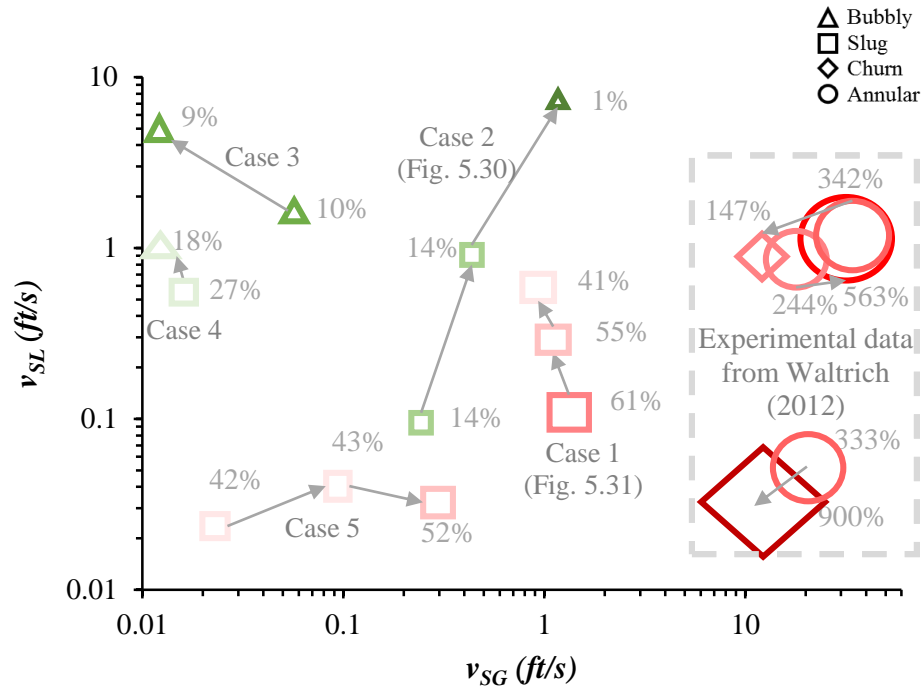 Bubbly
Slug
Churn
Annular
10
1
0.1
0.01
v_SL (ft/s)
0.01
0.1
1
10
v_SG (ft/s)
9%
Case 3
10%
18%
27%
Case 4
Case 2
(Fig. 5.30)
1%
14%
14%
41%
55%
61%
Case 1
(Fig. 5.31)
42%
43%
Case 5
52%
342%
147%
244%
563%
Experimental data
from Waltrich
(2012)
333%
900%